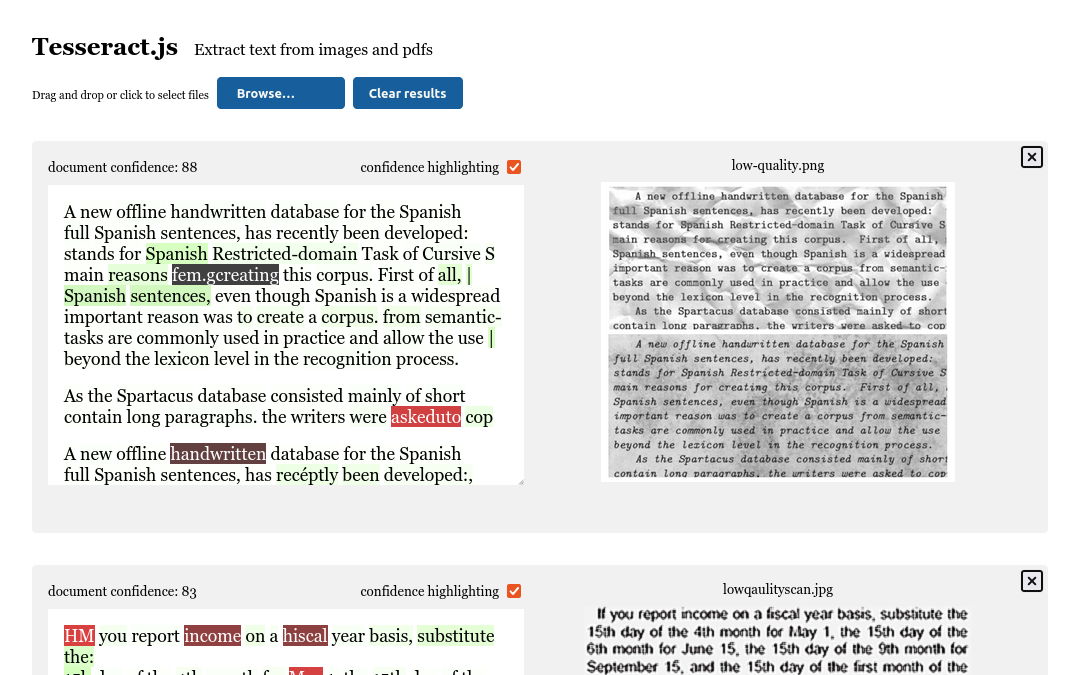 Tesseract.js Extract text from images and pdfs
Drag and drop or click to select files Browse... Clear results
document confidence: 88 confidence highlighting
A new offline handwritten database for the Spanish
full Spanish sentences, has recently been developed:
stands for Spanish Restricted-domain Task of Cursive S
main reasons fem.gcreating this corpus. First of all, |
Spanish sentences, even though Spanish is a widespread
important reason was to create a corpus. from semantic-
tasks are commonly used in practice and allow the use |
beyond the lexicon level in the recognition process.
As the Spartacus database consisted mainly of short
contain long paragraphs. the writers were askeduto cop
A new offline handwritten database for the Spanish
full Spanish sentences, has recéptly been developed:,
low-quality.png
A new offline handwritten database for the Spanish
full Spanish sentences, has recently been developed:
stands for Spanish Restricted-domain Task of Cursive S
main reasons for creating this corpus. First of all,
Spanish sentences, even though Spanish is a widespread
important reason was to create a corpus from semantic-
tasks are commonly used in practice and allow the use
beyond the lexicon level in the recognition process.
As the Spartacus database consisted mainly of short
contain long paragraphs, the writers were asked to cop
A new offline handwritten database for the Spanish
full Spanish sentences, has recently been developed:
stands for Spanish Restricted-domain Task of Cursive S
main reasons for creating this corpus. First of all,
Spanish sentences, even though Spanish is a widespread
important reason was to create a corpus from semantic-
tasks are commonly used in practice and allow the use
beyond the lexicon level in the recognition process.
As the Spartacus database consisted mainly of short
contain long paragraphs, the writers were asked to cop
document confidence: 83 confidence highlighting
HM you report income on a hiscal year basis, substitute
the:
lowqaulityscan.jpg
If you report income on a fiscal year basis, substitute the
15th day of the 4th month for May 1, the 15th day of the
6th month for June 15, the 15th day of the 9th month for
September 15, and the 15th day of the first month of the